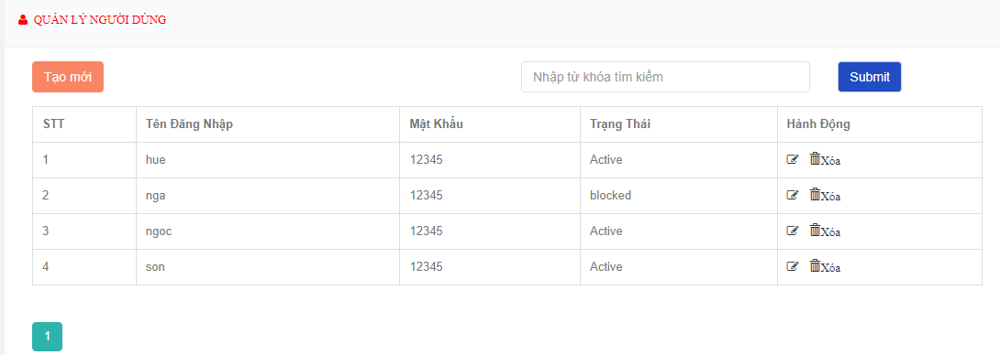 QUẢN LÝ NGƯỜI DÙNG
Tạo mới Nhập từ khóa tìm kiếm Submit
STT Tên Đăng Nhập Mật Khẩu Trạng Thái Hành Động
1 hue 12345 Active Xóa
2 nga 12345 blocked Xóa
3 ngoc 12345 Active Xóa
4 son 12345 Active Xóa
1